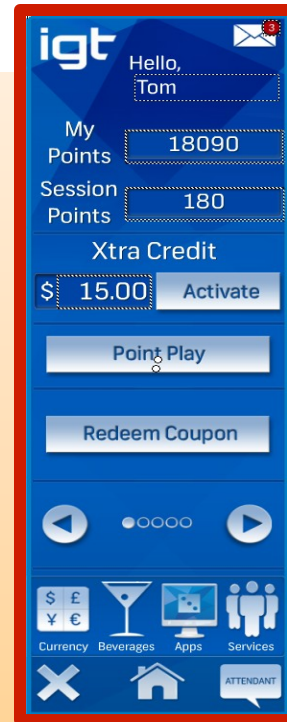 igt
3
Hello,
Tom
My
Points
18090
Session
Points
180
Xtra Credit
$ 15.00
Activate
Point Play
Redeem Coupon
$ £
¥ €
Currency Beverages Apps Services
ATTENDANT